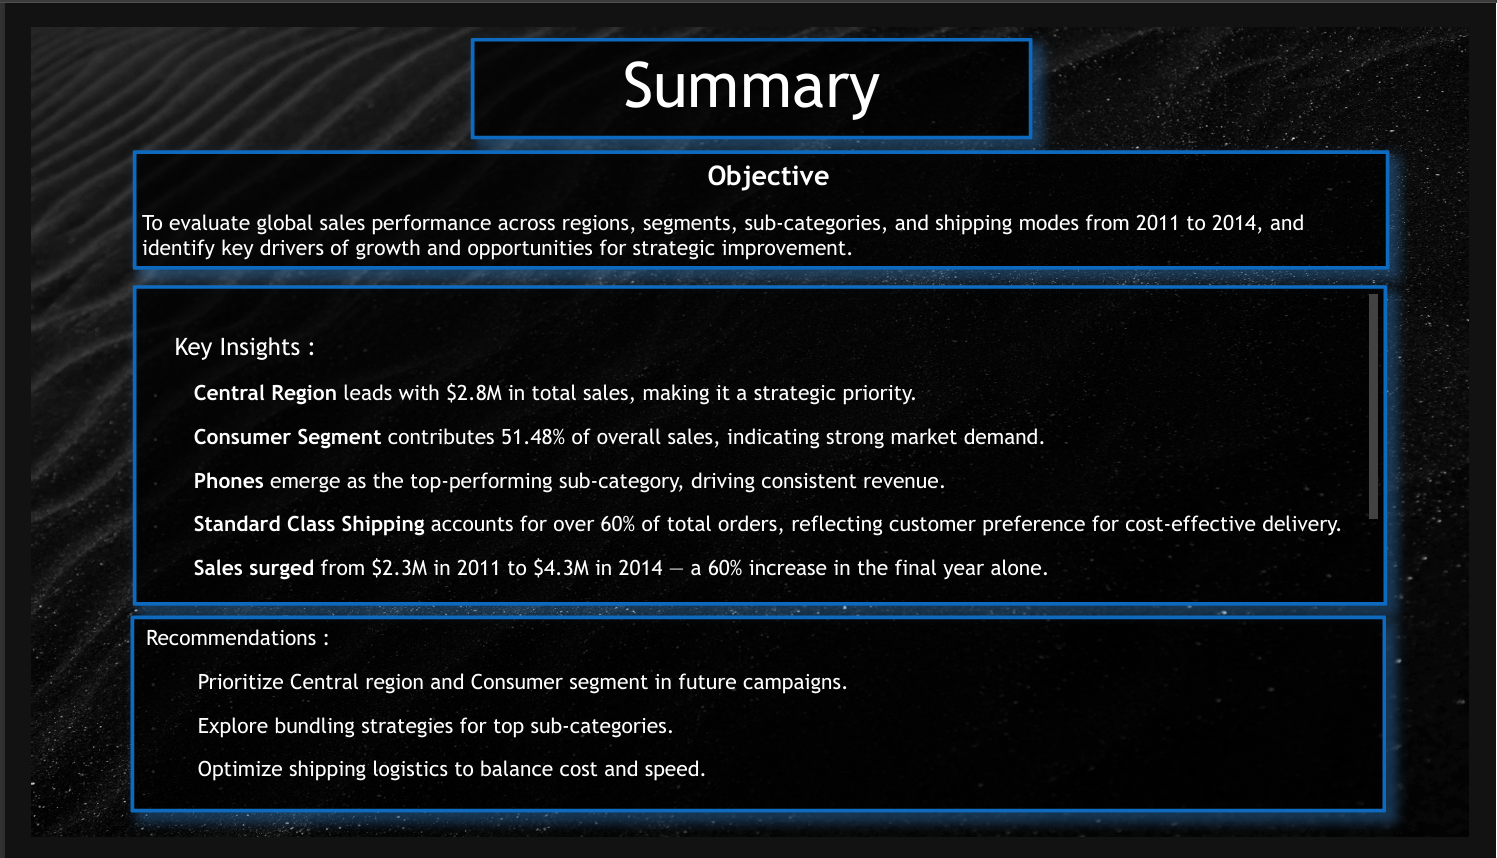 Summary
Objective
To evaluate global sales performance across regions, segments, sub-categories, and shipping modes from 2011 to 2014, and
identify key drivers of growth and opportunities for strategic improvement.
Key Insights :
Central Region leads with $2.8M in total sales, making it a strategic priority.
Consumer Segment contributes 51.48% of overall sales, indicating strong market demand.
Phones emerge as the top-performing sub-category, driving consistent revenue.
Standard Class Shipping accounts for over 60% of total orders, reflecting customer preference for cost-effective delivery.
Sales surged from $2.3M in 2011 to $4.3M in 2014 — a 60% increase in the final year alone.
Recommendations :
Prioritize Central region and Consumer segment in future campaigns.
Explore bundling strategies for top sub-categories.
Optimize shipping logistics to balance cost and speed.